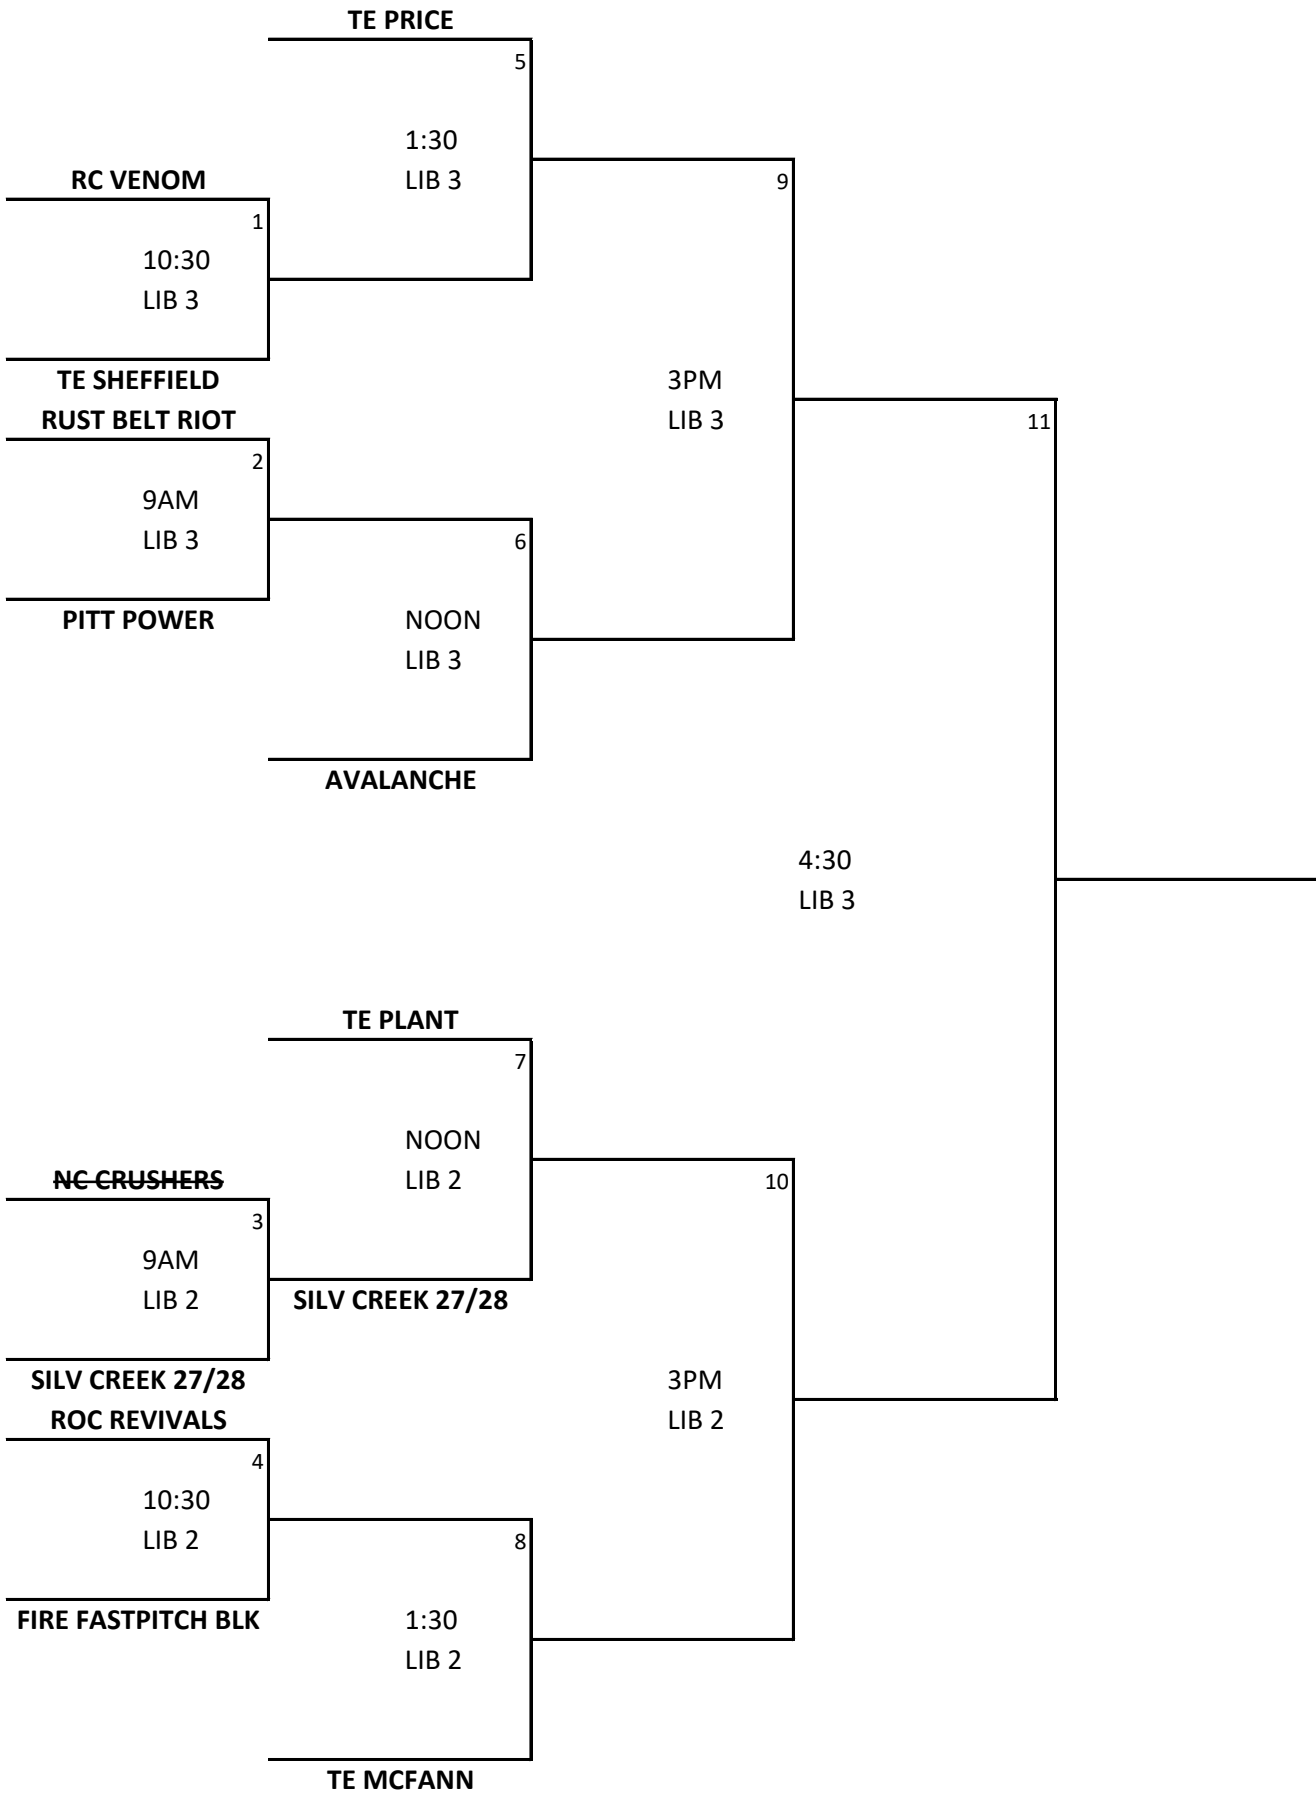 TE PRICE
5
1:30
LIB 3
RC VENOM
9
1
10:30
LIB 3
TE SHEFFIELD
3PM
RUST BELT RIOT
LIB 3
11
2
9AM
LIB 3
6
PITT POWER
NOON
LIB 3
AVALANCHE
4:30
LIB 3
TE PLANT
7
NOON
LIB 2
NC CRUSHERS
10
3
9AM
LIB 2
SILV CREEK 27/28
SILV CREEK 27/28
3PM
ROC REVIVALS
LIB 2
4
10:30
LIB 2
8
FIRE FASTPITCH BLK
1:30
LIB 2
TE MCFANN